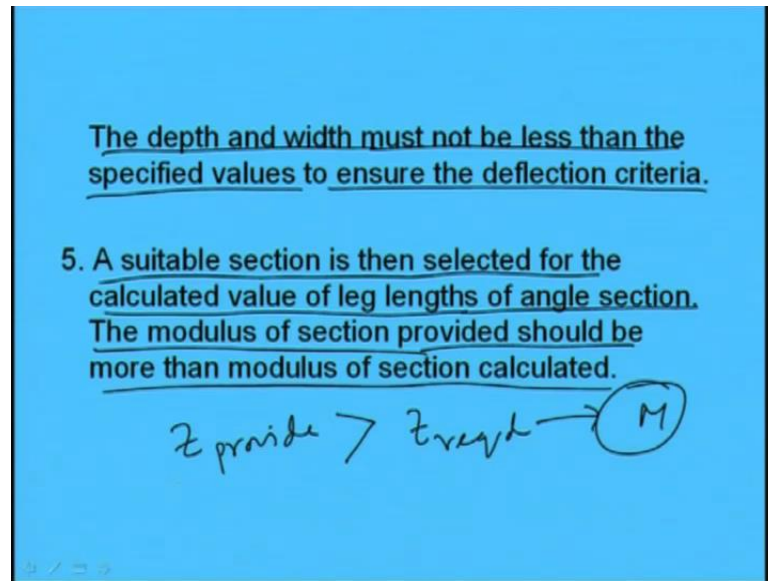 The depth and width must not be less than the
specified values to ensure the deflection criteria.
5. A suitable section is then selected for the
calculated value of leg lengths of angle section.
The modulus of section provided should be
more than modulus of section calculated.
Z provide > Z reqd → M